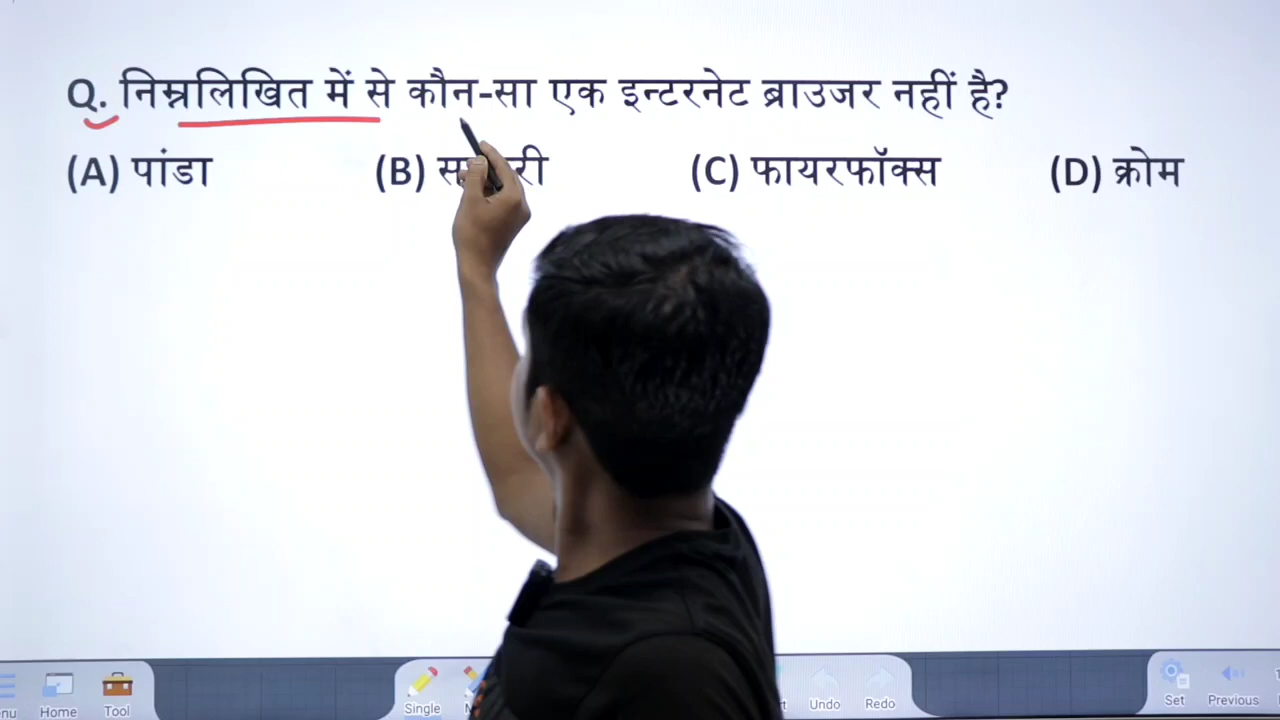 Q. निम्नलिखित में से कौन-सा एक इन्टरनेट ब्राउजर नहीं है?
(A) पांडा (B) (C) फायरफॉक्स (D) क्रोम
Home Tool Single Undo Redo Set Previous